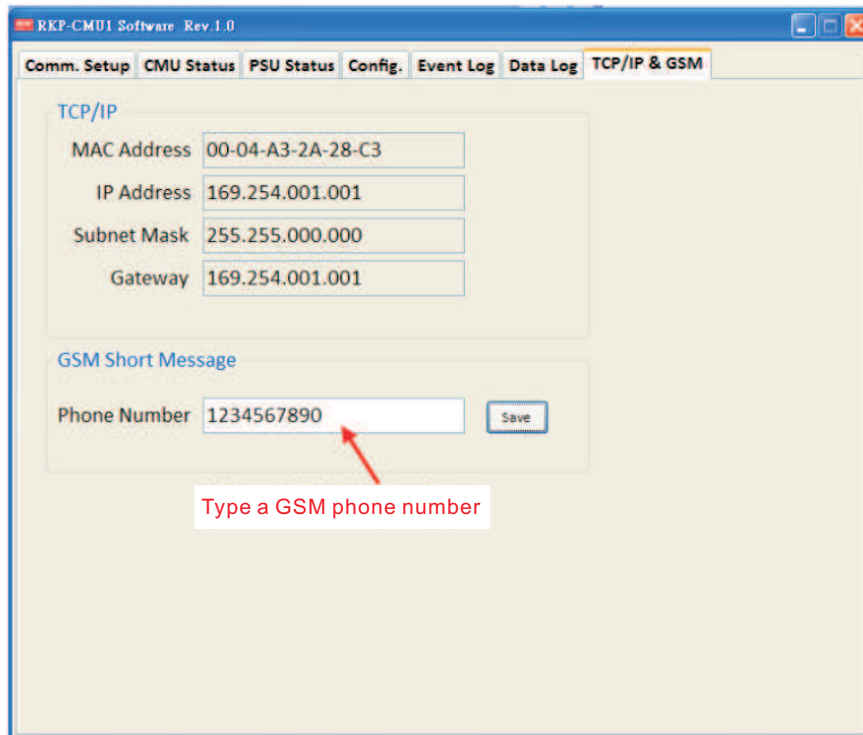 RKP-CMU1 Software Rev.1.0
Comm. Setup CMU Status PSU Status Config. Event Log Data Log TCP/IP & GSM
TCP/IP
MAC Address 00-04-A3-2A-28-C3
IP Address 169.254.001.001
Subnet Mask 255.255.000.000
Gateway 169.254.001.001
GSM Short Message
Phone Number 1234567890 Save
Type a GSM phone number